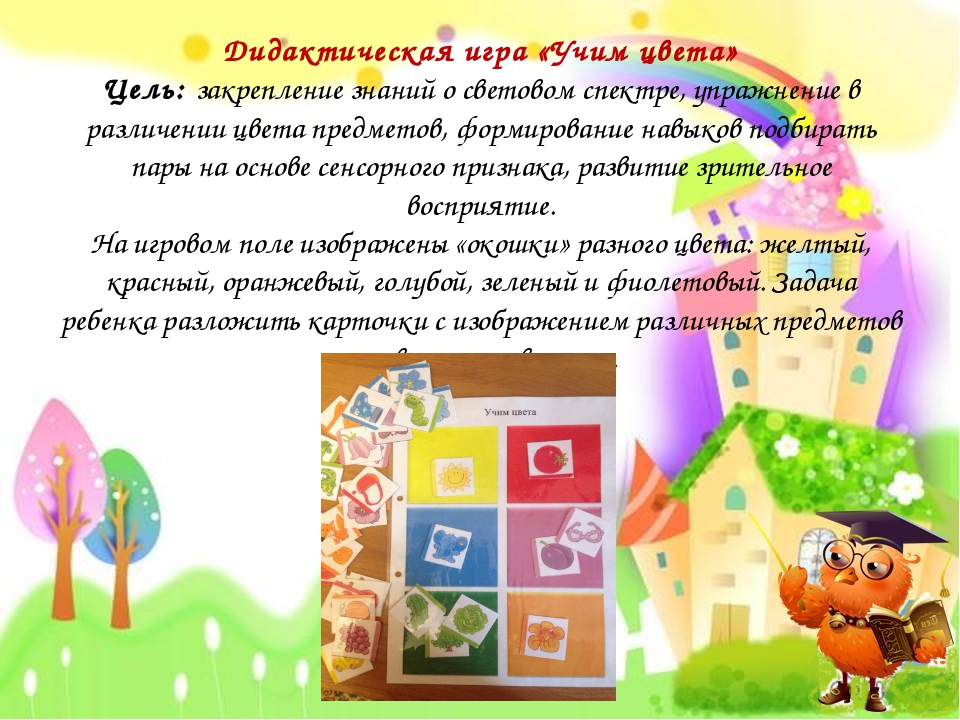 Дидактическая игра «Учим цвета»
Цель: закрепление знаний о световом спектре, упражнение в
различении цвета предметов, формирование навыков подбирать
пары на основе сенсорного признака, развитие зрительное
восприятие.
На игровом поле изображены «окошки» разного цвета: желтый,
красный, оранжевый, голубой, зеленый и фиолетовый. Задача
ребенка разложить карточки с изображением различных предметов
Учим цвета